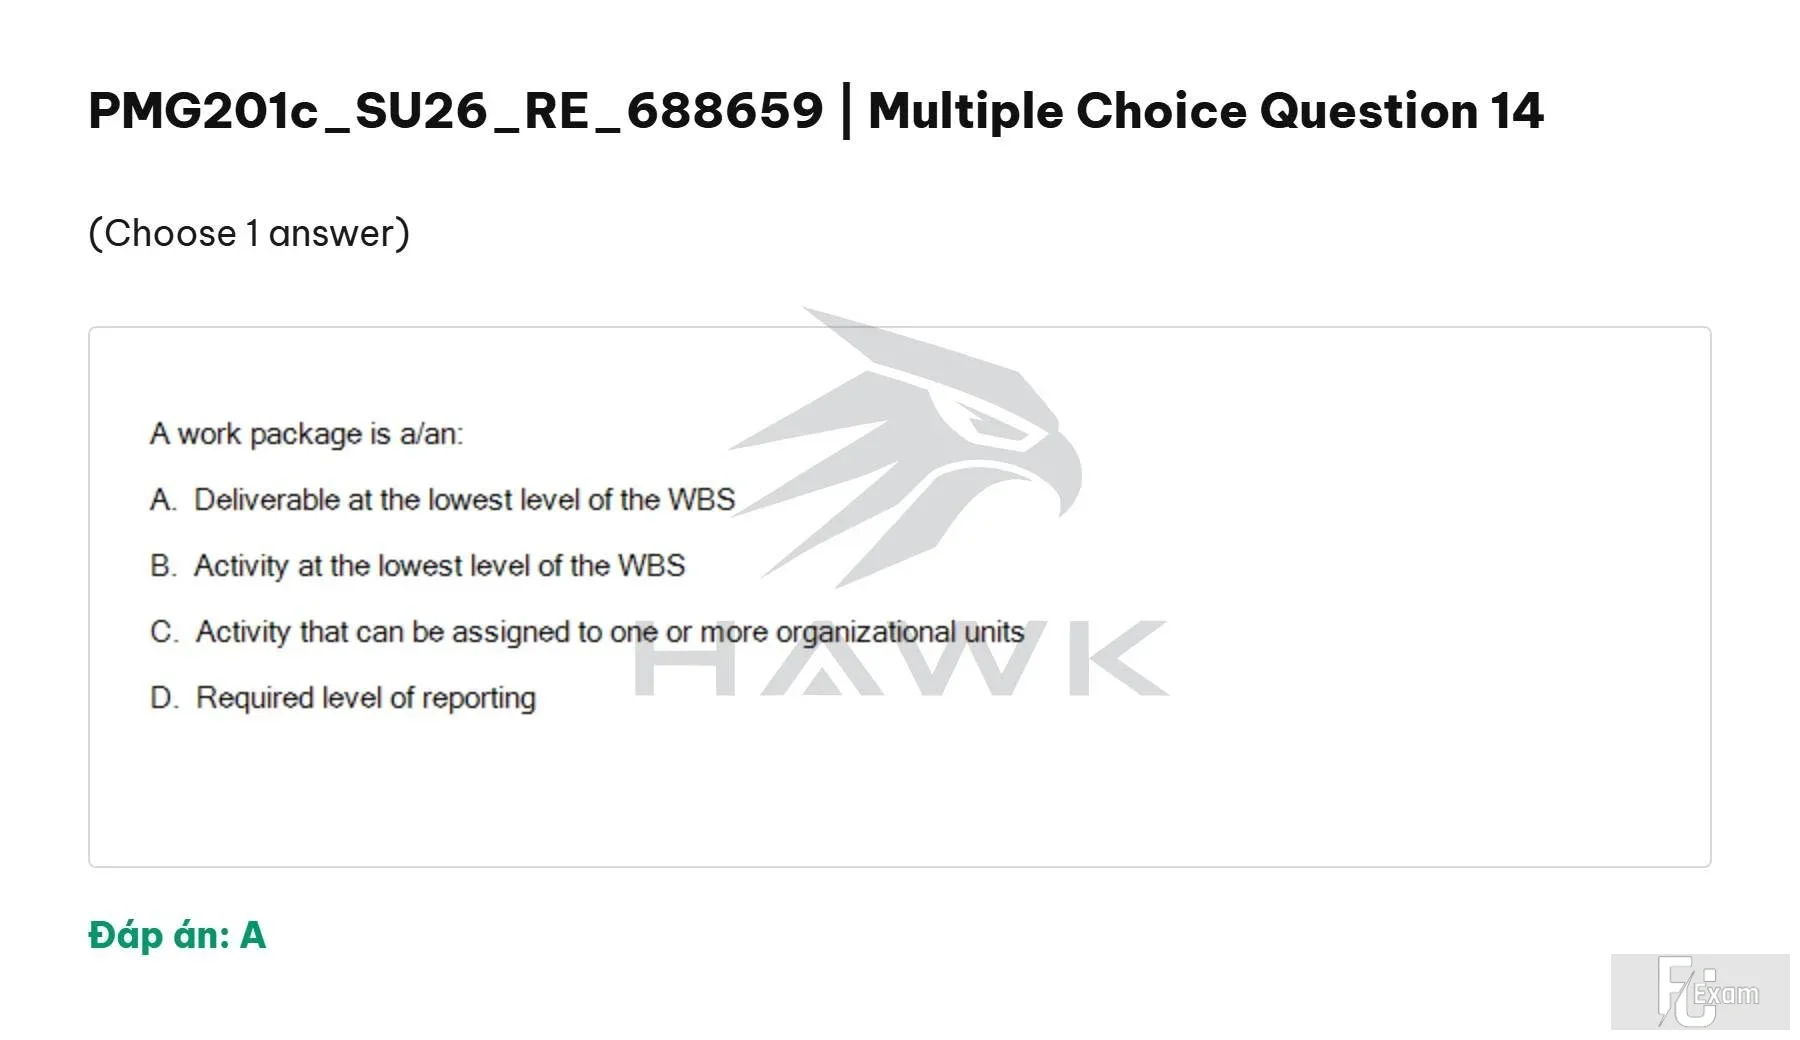 PMG201c_SU26_RE_688659 | Multiple Choice Question 14
(Choose 1 answer)
A work package is a/an:
A. Deliverable at the lowest level of the WBS
B. Activity at the lowest level of the WBS
C. Activity that can be assigned to one or more organizational units
D. Required level of reporting
HAWK
Đáp án: A
FU Exam